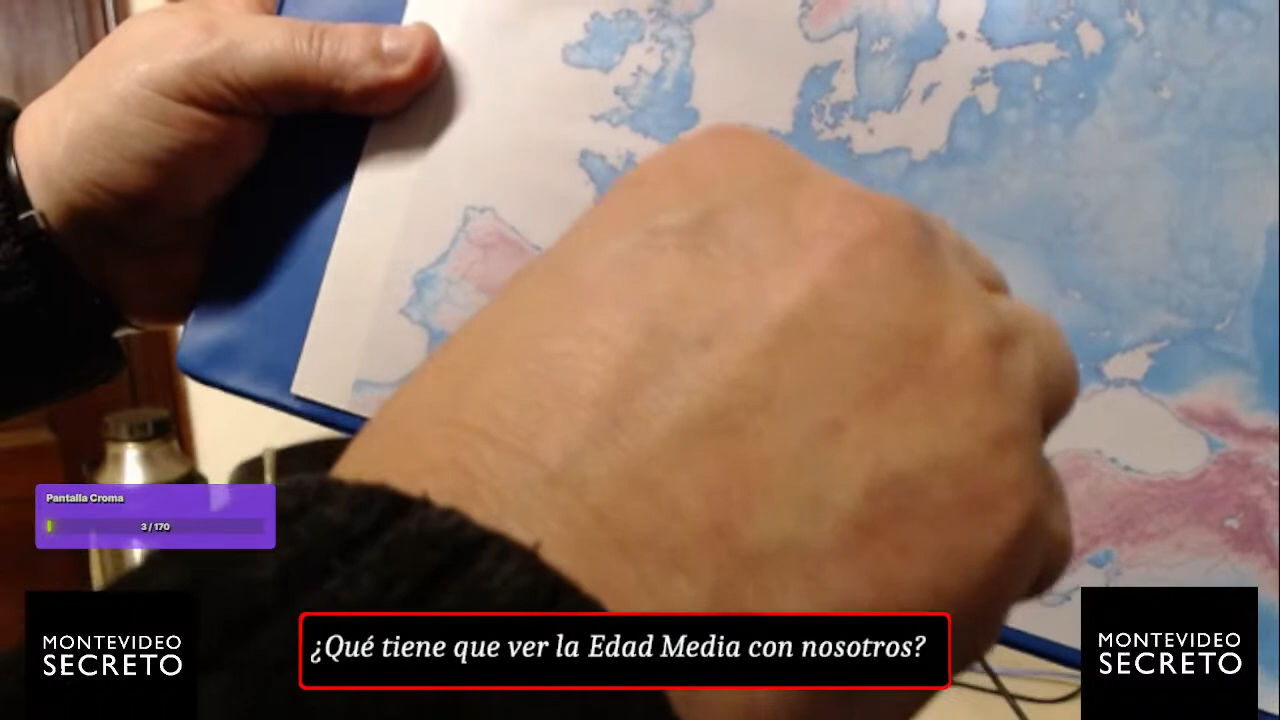 Pantalla Croma
3 / 170
MONTEVIDEO
SECRETO
¿Qué tiene que ver la Edad Media con nosotros?
MONTEVIDEO
SECRETO